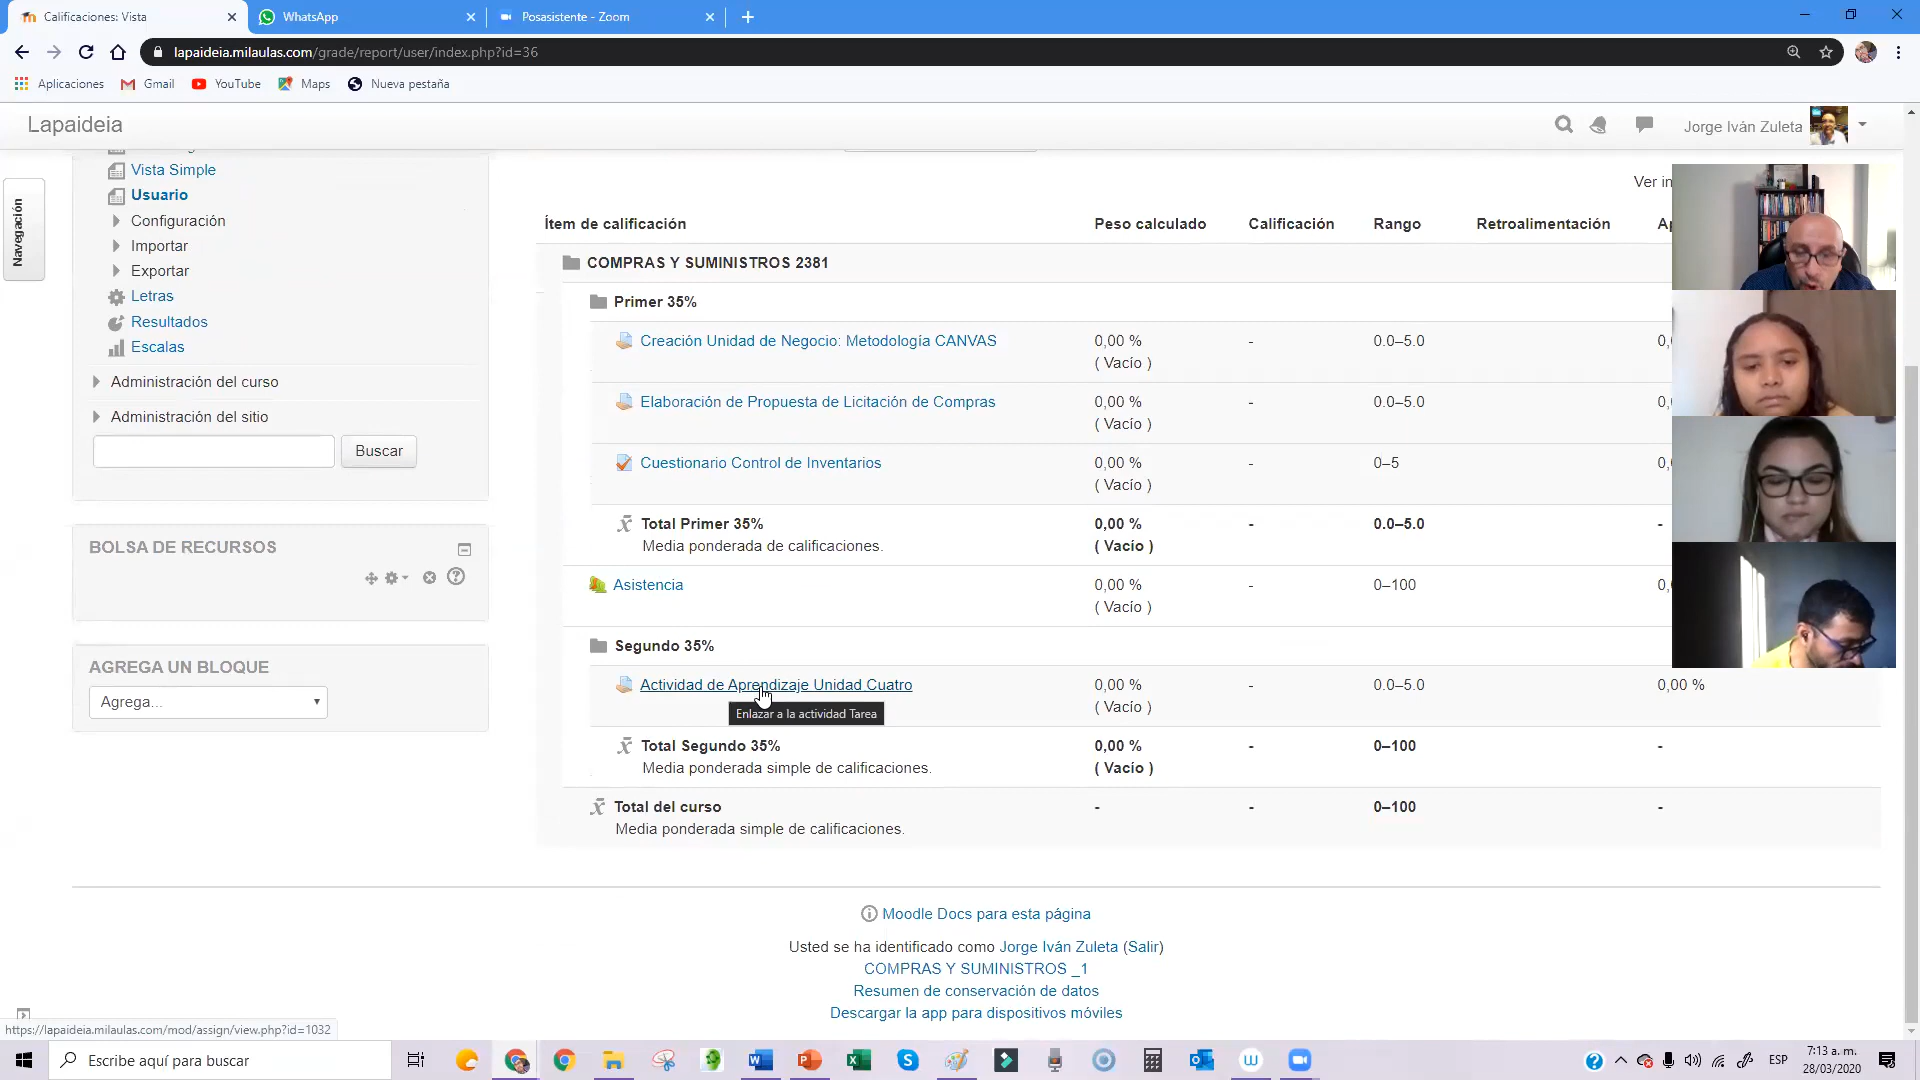 Calificaciones: Vista
WhatsApp
Posasistente - Zoom
lapaideia.milaulas.com/grade/report/user/index.php?id=36
Aplicaciones
Gmail
YouTube
Maps
Nueva pestaña
Lapaideia
Jorge Iván Zuleta
Navegación
Vista Simple
Usuario
Configuración
Importar
Exportar
Letras
Resultados
Escalas
Administración del curso
Administración del sitio
Buscar
BOLSA DE RECURSOS
AGREGA UN BLOQUE
Agrega...
Ver in
Ítem de calificación Peso calculado Calificación Rango Retroalimentación Ap
COMPRAS Y SUMINISTROS 2381
Primer 35%
Creación Unidad de Negocio: Metodología CANVAS 0,00 % - 0.0–5.0 0,
( Vacío )
Elaboración de Propuesta de Licitación de Compras 0,00 % - 0.0–5.0 0,
( Vacío )
Cuestionario Control de Inventarios 0,00 % - 0–5 0,
( Vacío )
Total Primer 35% 0,00 % - 0.0–5.0 -
Media ponderada de calificaciones. ( Vacío )
Asistencia 0,00 % - 0–100 0,
( Vacío )
Segundo 35%
Actividad de Aprendizaje Unidad Cuatro 0,00 % - 0.0–5.0 0,00 %
( Vacío )
Enlazar a la actividad Tarea
Total Segundo 35% 0,00 % - 0–100 -
Media ponderada simple de calificaciones. ( Vacío )
Total del curso - - 0–100 -
Media ponderada simple de calificaciones.
Moodle Docs para esta página
Usted se ha identificado como Jorge Iván Zuleta (Salir)
COMPRAS Y SUMINISTROS _1
Resumen de conservación de datos
Descargar la app para dispositivos móviles
https://lapaideia.milaulas.com/mod/assign/view.php?id=1032
Escribe aquí para buscar
ESP
7:13 a. m.
28/03/2020